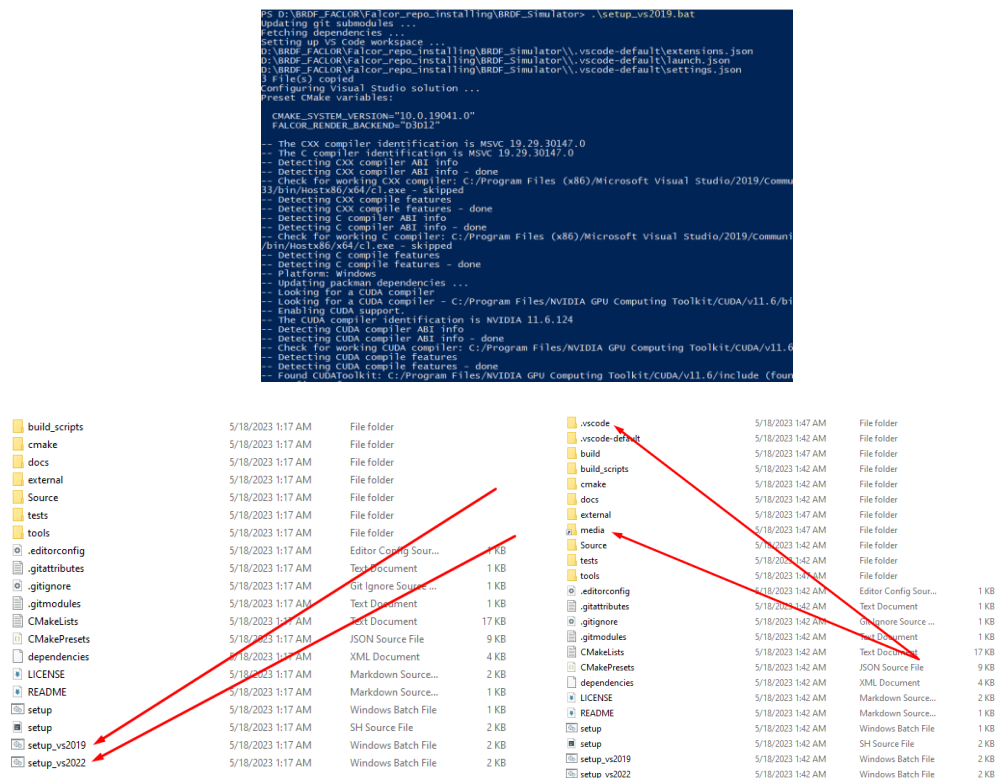 PS D:\BRDF_FACLOR\Falcor_repo_installing\BRDF_Simulator> .\setup_vs2019.bat
Updating git submodules ...
Fetching dependencies ...
Setting up VS Code workspace ...
D:\BRDF_FACLOR\Falcor_repo_installing\BRDF_Simulator\\.vscode-default\extensions.json
D:\BRDF_FACLOR\Falcor_repo_installing\BRDF_Simulator\\.vscode-default\launch.json
D:\BRDF_FACLOR\Falcor_repo_installing\BRDF_Simulator\\.vscode-default\settings.json
3 File(s) copied
Configuring Visual Studio solution ...
Preset CMake variables:
CMAKE_SYSTEM_VERSION="10.0.19041.0"
FALCOR_RENDER_BACKEND="D3D12"
-- The CXX compiler identification is MSVC 19.29.30147.0
-- The C compiler identification is MSVC 19.29.30147.0
-- Detecting CXX compiler ABI info
-- Detecting CXX compiler ABI info - done
-- Check for working CXX compiler: C:/Program Files (x86)/Microsoft Visual Studio/2019/Commu
33/bin/Hostx86/x64/cl.exe - skipped
-- Detecting CXX compile features
-- Detecting CXX compile features - done
-- Detecting C compiler ABI info
-- Detecting C compiler ABI info - done
-- Check for working C compiler: C:/Program Files (x86)/Microsoft Visual Studio/2019/Communi
/bin/Hostx86/x64/cl.exe - skipped
-- Detecting C compile features
-- Detecting C compile features - done
-- Platform: Windows
-- Updating packman dependencies ...
-- Looking for a CUDA compiler
-- Looking for a CUDA compiler - C:/Program Files/NVIDIA GPU Computing Toolkit/CUDA/v11.6/bi
-- Enabling CUDA support.
-- The CUDA compiler identification is NVIDIA 11.6.124
-- Detecting CUDA compiler ABI info
-- Detecting CUDA compiler ABI info - done
-- Check for working CUDA compiler: C:/Program Files/NVIDIA GPU Computing Toolkit/CUDA/v11.6
-- Detecting CUDA compile features
-- Detecting CUDA compile features - done
-- Found CUDAToolkit: C:/Program Files/NVIDIA GPU Computing Toolkit/CUDA/v11.6/include (foun
build_scripts 5/18/2023 1:17 AM File folder
cmake 5/18/2023 1:17 AM File folder
docs 5/18/2023 1:17 AM File folder
external 5/18/2023 1:17 AM File folder
Source 5/18/2023 1:17 AM File folder
tests 5/18/2023 1:17 AM File folder
tools 5/18/2023 1:17 AM File folder
.editorconfig 5/18/2023 1:17 AM Editor Config Sour... 1 KB
.gitattributes 5/18/2023 1:17 AM Text Document 1 KB
.gitignore 5/18/2023 1:17 AM Git Ignore Source ... 1 KB
.gitmodules 5/18/2023 1:17 AM Text Document 1 KB
CMakeLists 5/18/2023 1:17 AM Text Document 17 KB
CMakePresets 5/18/2023 1:17 AM JSON Source File 9 KB
dependencies 5/18/2023 1:17 AM XML Document 4 KB
LICENSE 5/18/2023 1:17 AM Markdown Source... 2 KB
README 5/18/2023 1:17 AM Markdown Source... 1 KB
setup 5/18/2023 1:17 AM Windows Batch File 1 KB
setup 5/18/2023 1:17 AM SH Source File 2 KB
setup_vs2019 5/18/2023 1:17 AM Windows Batch File 2 KB
setup_vs2022 5/18/2023 1:17 AM Windows Batch File 2 KB
.vscode 5/18/2023 1:47 AM File folder
.vscode-default 5/18/2023 1:42 AM File folder
build 5/18/2023 1:47 AM File folder
build_scripts 5/18/2023 1:42 AM File folder
cmake 5/18/2023 1:42 AM File folder
docs 5/18/2023 1:42 AM File folder
external 5/18/2023 1:47 AM File folder
media 5/18/2023 1:47 AM File folder
Source 5/18/2023 1:42 AM File folder
tests 5/18/2023 1:42 AM File folder
tools 5/18/2023 1:47 AM File folder
.editorconfig 5/18/2023 1:42 AM Editor Config Sour... 1 KB
.gitattributes 5/18/2023 1:42 AM Text Document 1 KB
.gitignore 5/18/2023 1:42 AM Git Ignore Source ... 1 KB
.gitmodules 5/18/2023 1:42 AM Text Document 1 KB
CMakeLists 5/18/2023 1:42 AM Text Document 17 KB
CMakePresets 5/18/2023 1:42 AM JSON Source File 9 KB
dependencies 5/18/2023 1:42 AM XML Document 4 KB
LICENSE 5/18/2023 1:42 AM Markdown Source... 2 KB
README 5/18/2023 1:42 AM Markdown Source... 1 KB
setup 5/18/2023 1:42 AM Windows Batch File 1 KB
setup 5/18/2023 1:42 AM SH Source File 2 KB
setup_vs2019 5/18/2023 1:42 AM Windows Batch File 2 KB
setup_vs2022 5/18/2023 1:42 AM Windows Batch File 2 KB